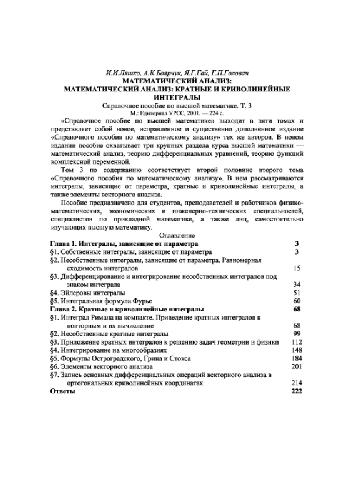 И.И.Ляшко, А.К.Боярчук, Я.Г.Гай, Г.П.Головач
МАТЕМАТИЧЕСКИЙ АНАЛИЗ:
МАТЕМАТИЧЕСКИЙ АНАЛИЗ: КРАТНЫЕ И КРИВОЛИНЕЙНЫЕ
ИНТЕГРАЛЫ
Справочное пособие по высшей математике. Т. 3
М.: Едиториал УРСС, 2001. — 224 с.
«Справочное пособие по высшей математике» выходит в пяти томах и
представляет собой новое, исправленное и существенно дополненное издание
«Справочного пособия по математическому анализу» тех же авторов. В новом
издании пособие охватывает три крупных раздела курса высшей математики —
математический анализ, теорию дифференциальных уравнений, теорию функций
комплексной переменной.
Том 3 по содержанию соответствует второй половине второго тома
«Справочного пособия по математическому анализу». В нем рассматриваются
интегралы, зависящие от параметра, кратные и криволинейные интегралы, а
также элементы векторного анализа.
Пособие предназначено для студентов, преподавателей и работников физико-
математических, экономических и инженерно-технических специальностей,
специалистов по прикладной математике, а также лиц, самостоятельно
изучающих высшую математику.
Оглавление
Глава 1. Интегралы, зависящие от параметра 3
§1. Собственные интегралы, зависящие от параметра 3
§2. Несобственные интегралы, зависящие от параметра. Равномерная
сходимость интегралов 15
§3. Дифференцирование и интегрирование несобственных интегралов под
знаком интеграла 34
§4. Эйлеровы интегралы 51
§5. Интегральная формула Фурье 60
Глава 2. Кратные и криволинейные интегралы 68
§1. Интеграл Римана на компакте. Приведение кратных интегралов к
повторным и их вычисление 68
§2. Несобственные кратные интегралы 99
§3. Приложение кратных интегралов к решению задач геометрии и физики 112
§4. Интегрирование на многообразиях 148
§5. Формулы Остроградского, Грина и Стокса 184
§6. Элементы векторного анализа 201
§7. Запись основных дифференциальных операций векторного анализа в
ортогональных криволинейных координатах 214
Ответы 222